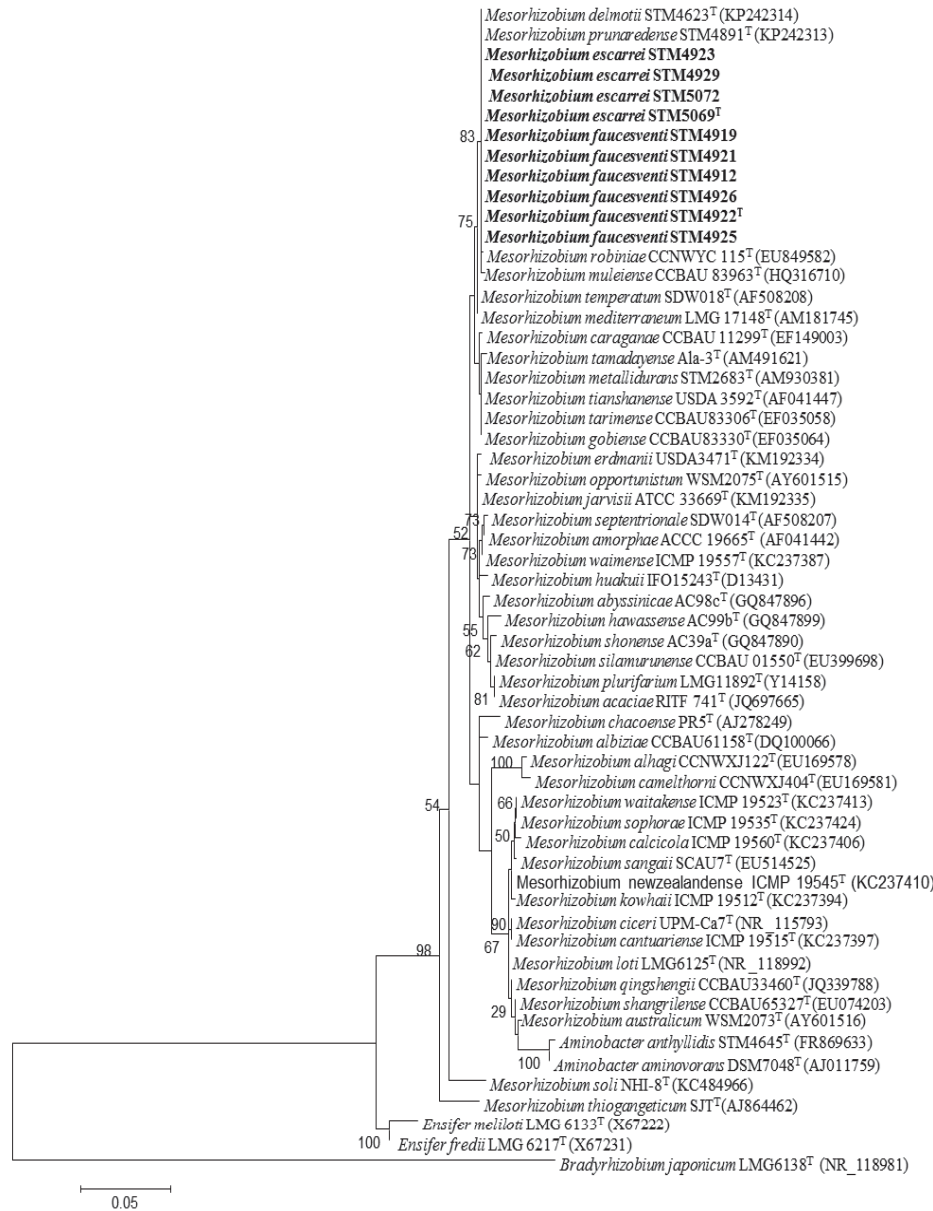 Mesorhizobium delmotii STM4623ᵀ (KP242314)
Mesorhizobium prunaredense STM4891ᵀ (KP242313)
Mesorhizobium escarrei STM4923
Mesorhizobium escarrei STM4929
Mesorhizobium escarrei STM5072
Mesorhizobium escarrei STM5069ᵀ
83
Mesorhizobium faucesventi STM4919
Mesorhizobium faucesventi STM4921
Mesorhizobium faucesventi STM4912
Mesorhizobium faucesventi STM4926
75
Mesorhizobium faucesventi STM4922ᵀ
Mesorhizobium faucesventi STM4925
Mesorhizobium robiniae CCNWYC 115ᵀ (EU849582)
Mesorhizobium muleiense CCBAU 83963ᵀ (HQ316710)
Mesorhizobium temperatum SDW018ᵀ (AF508208)
Mesorhizobium mediterraneum LMG 17148ᵀ (AM181745)
Mesorhizobium caraganae CCBAU 11299ᵀ (EF149003)
Mesorhizobium tamadayense Ala-3ᵀ (AM491621)
Mesorhizobium metallidurans STM2683ᵀ (AM930381)
Mesorhizobium tianshanense USDA 3592ᵀ (AF041447)
Mesorhizobium tarimense CCBAU83306ᵀ (EF035058)
Mesorhizobium gobiense CCBAU83330ᵀ (EF035064)
Mesorhizobium erdmanii USDA3471ᵀ (KM192334)
Mesorhizobium opportunistum WSM2075ᵀ (AY601515)
Mesorhizobium jarvisii ATCC 33669ᵀ (KM192335)
73
Mesorhizobium septentrionale SDW014ᵀ (AF508207)
52
Mesorhizobium amorphae ACCC 19665ᵀ (AF041442)
73
Mesorhizobium waimense ICMP 19557ᵀ (KC237387)
Mesorhizobium huakuii IFO15243ᵀ (D13431)
Mesorhizobium abyssinicae AC98cᵀ (GQ847896)
Mesorhizobium hawassense AC99bᵀ (GQ847899)
55
Mesorhizobium shonense AC39aᵀ (GQ847890)
62
Mesorhizobium silamurunense CCBAU 01550ᵀ (EU399698)
Mesorhizobium plurifarium LMG11892ᵀ (Y14158)
81
Mesorhizobium acaciae RITF 741ᵀ (JQ697665)
Mesorhizobium chacoense PR5ᵀ (AJ278249)
Mesorhizobium albiziae CCBAU61158ᵀ (DQ100066)
100
Mesorhizobium alhagi CCNWXJ122ᵀ (EU169578)
Mesorhizobium camelthorni CCNWXJ404ᵀ (EU169581)
54
66
Mesorhizobium waitakense ICMP 19523ᵀ (KC237413)
Mesorhizobium sophorae ICMP 19535ᵀ (KC237424)
50
Mesorhizobium calcicola ICMP 19560ᵀ (KC237406)
Mesorhizobium sangaii SCAU7ᵀ (EU514525)
Mesorhizobium newzealandense ICMP 19545ᵀ (KC237410)
Mesorhizobium kowhaii ICMP 19512ᵀ (KC237394)
90
Mesorhizobium ciceri UPM-Ca7ᵀ (NR_115793)
67
Mesorhizobium cantuariense ICMP 19515ᵀ (KC237397)
98
Mesorhizobium loti LMG6125ᵀ (NR_118992)
Mesorhizobium qingshengii CCBAU33460ᵀ (JQ339788)
Mesorhizobium shangrilense CCBAU65327ᵀ (EU074203)
29
Mesorhizobium australicum WSM2073ᵀ (AY601516)
Aminobacter anthyllidis STM4645ᵀ (FR869633)
100
Aminobacter aminovorans DSM7048ᵀ (AJ011759)
Mesorhizobium soli NHI-8ᵀ (KC484966)
Mesorhizobium thiogangeticum SJTᵀ (AJ864462)
Ensifer meliloti LMG 6133ᵀ (X67222)
100
Ensifer fredii LMG 6217ᵀ (X67231)
Bradyrhizobium japonicum LMG6138ᵀ (NR_118981)
0.05